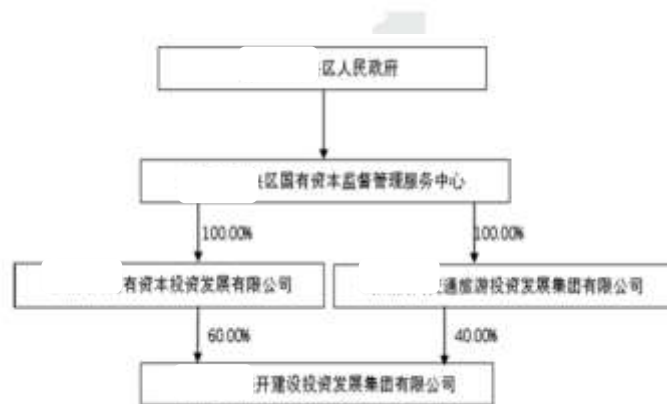 区人民政府
区国有资本监督管理服务中心
100.00% 100.00%
有资本投资发展有限公司
通旅游投资发展集团有限公司
60.00% 40.00%
开建设投资发展集团有限公司